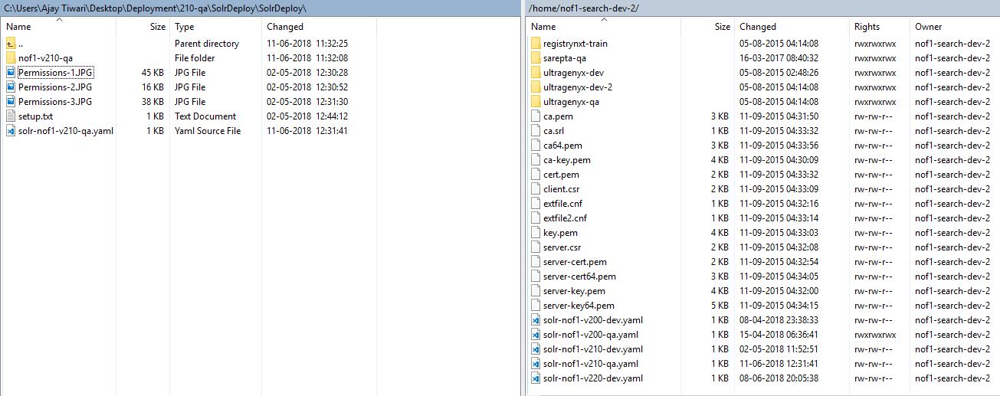 C:\Users\Ajay Tiwari\Desktop\Deployment\210-qa\SolrDeploy\SolrDeploy\
Name Size Type Changed
.. Parent directory 11-06-2018 11:32:25
nof1-v210-qa File folder 11-06-2018 11:32:08
Permissions-1.JPG 45 KB JPG File 02-05-2018 12:30:28
Permissions-2.JPG 16 KB JPG File 02-05-2018 12:30:52
Permissions-3.JPG 38 KB JPG File 02-05-2018 12:31:30
setup.txt 1 KB Text Document 02-05-2018 12:44:12
solr-nof1-v210-qa.yaml 1 KB Yaml Source File 11-06-2018 12:31:41
/home/nof1-search-dev-2/
Name Size Changed Rights Owner
registrynxt-train 05-08-2015 04:14:08 rwxrwxrwx nof1-search-dev-2
sarepta-qa 16-03-2017 08:40:32 rwxrwxrwx nof1-search-dev-2
ultragenyx-dev 05-08-2015 02:48:26 rwxrwxrwx nof1-search-dev-2
ultragenyx-dev-2 05-08-2015 04:14:08 rwxrwxrwx nof1-search-dev-2
ultragenyx-qa 05-08-2015 04:14:08 rwxrwxrwx nof1-search-dev-2
ca.pem 3 KB 11-09-2015 04:31:50 rw-rw-r-- nof1-search-dev-2
ca.srl 1 KB 11-09-2015 04:33:32 rw-rw-r-- nof1-search-dev-2
ca64.pem 3 KB 11-09-2015 04:33:56 rw-rw-r-- nof1-search-dev-2
ca-key.pem 4 KB 11-09-2015 04:30:09 rw-rw-r-- nof1-search-dev-2
cert.pem 2 KB 11-09-2015 04:33:32 rw-rw-r-- nof1-search-dev-2
client.csr 2 KB 11-09-2015 04:33:09 rw-rw-r-- nof1-search-dev-2
extfile.cnf 1 KB 11-09-2015 04:32:16 rw-rw-r-- nof1-search-dev-2
extfile2.cnf 1 KB 11-09-2015 04:33:14 rw-rw-r-- nof1-search-dev-2
key.pem 4 KB 11-09-2015 04:33:03 rw-rw-r-- nof1-search-dev-2
server.csr 2 KB 11-09-2015 04:32:08 rw-rw-r-- nof1-search-dev-2
server-cert.pem 2 KB 11-09-2015 04:32:54 rw-rw-r-- nof1-search-dev-2
server-cert64.pem 3 KB 11-09-2015 04:34:05 rw-rw-r-- nof1-search-dev-2
server-key.pem 4 KB 11-09-2015 04:32:00 rw-rw-r-- nof1-search-dev-2
server-key64.pem 5 KB 11-09-2015 04:34:15 rw-rw-r-- nof1-search-dev-2
solr-nof1-v200-dev.yaml 1 KB 08-04-2018 23:38:33 rw-rw-r-- nof1-search-dev-2
solr-nof1-v200-qa.yaml 1 KB 15-04-2018 06:36:41 rwxrwxrwx nof1-search-dev-2
solr-nof1-v210-dev.yaml 1 KB 02-05-2018 11:52:51 rw-rw-r-- nof1-search-dev-2
solr-nof1-v210-qa.yaml 1 KB 11-06-2018 12:31:41 rw-rw-r-- nof1-search-dev-2
solr-nof1-v220-dev.yaml 1 KB 08-06-2018 20:05:38 rw-rw-r-- nof1-search-dev-2